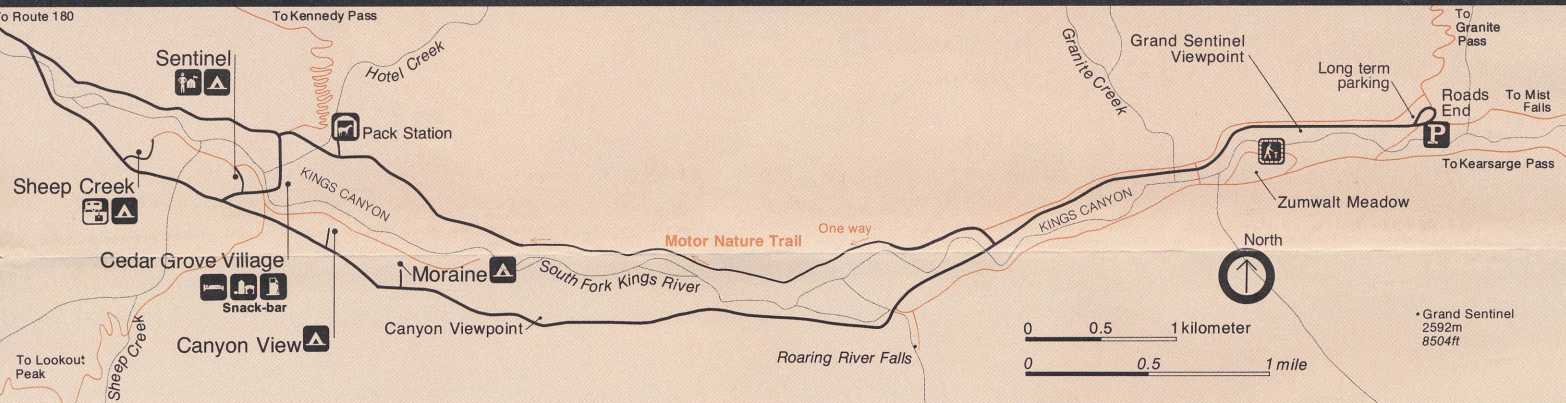 To Route 180
To Kennedy Pass
Sentinel
Hotel Creek
Pack Station
Sheep Creek
KINGS CANYON
Cedar Grove Village
Snack-bar
Moraine
Canyon View
Canyon Viewpoint
To Lookout
Peak
Sheep Creek
South Fork Kings River
Motor Nature Trail
One way
Roaring River Falls
Granite Creek
Grand Sentinel
Viewpoint
Long term
parking
To
Granite
Pass
Roads
End
To Mist
Falls
P
To Kearsarge Pass
Zumwalt Meadow
KINGS CANYON
North
0 0.5 1 kilometer
0 0.5 1 mile
Grand Sentinel
2592m
8504ft